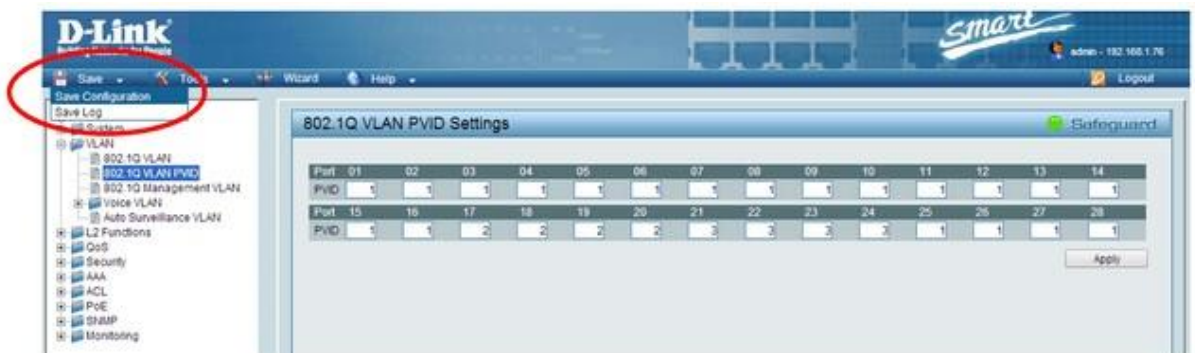 D-Link
Building Networks for People
smart
admin - 192.168.1.76
Save Tools Wizard Help Logout
Save Configuration
Save Log
System
VLAN
802.1Q VLAN
802.1Q VLAN PVID
802.1Q Management VLAN
Voice VLAN
Auto Surveillance VLAN
L2 Functions
QoS
Security
AAA
ACL
PoE
SNMP
Monitoring
802.1Q VLAN PVID Settings Safeguard
Port 01 02 03 04 05 06 07 08 09 10 11 12 13 14
PVID 1 1 1 1 1 1 1 1 1 1 1 1 1 1
Port 15 16 17 18 19 20 21 22 23 24 25 26 27 28
PVID 1 1 2 2 2 2 3 3 3 3 1 1 1 1
Apply